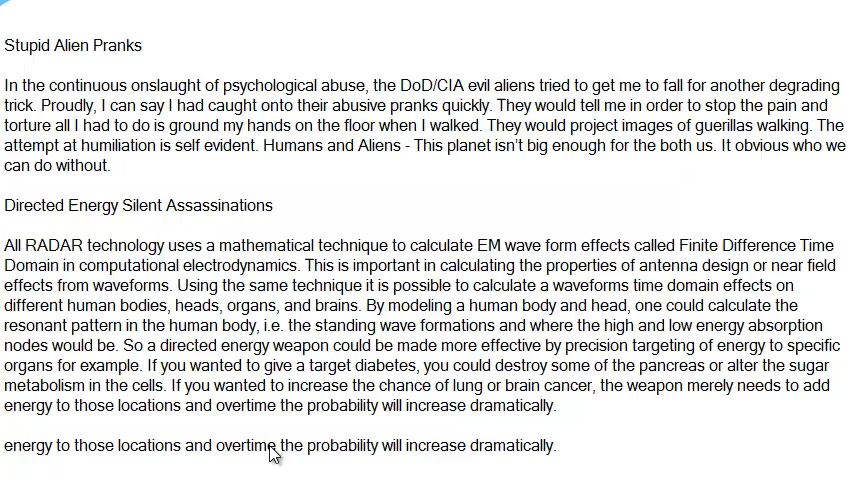 Stupid Alien Pranks
In the continuous onslaught of psychological abuse, the DoD/CIA evil aliens tried to get me to fall for another degrading
trick. Proudly, I can say I had caught onto their abusive pranks quickly. They would tell me in order to stop the pain and
torture all I had to do is ground my hands on the floor when I walked. They would project images of guerillas walking. The
attempt at humiliation is self evident. Humans and Aliens - This planet isn't big enough for the both us. It obvious who we
can do without.
Directed Energy Silent Assassinations
All RADAR technology uses a mathematical technique to calculate EM wave form effects called Finite Difference Time
Domain in computational electrodynamics. This is important in calculating the properties of antenna design or near field
effects from waveforms. Using the same technique it is possible to calculate a waveforms time domain effects on
different human bodies, heads, organs, and brains. By modeling a human body and head, one could calculate the
resonant pattern in the human body, i.e. the standing wave formations and where the high and low energy absorption
nodes would be. So a directed energy weapon could be made more effective by precision targeting of energy to specific
organs for example. If you wanted to give a target diabetes, you could destroy some of the pancreas or alter the sugar
metabolism in the cells. If you wanted to increase the chance of lung or brain cancer, the weapon merely needs to add
energy to those locations and overtime the probability will increase dramatically.
energy to those locations and overtime the probability will increase dramatically.